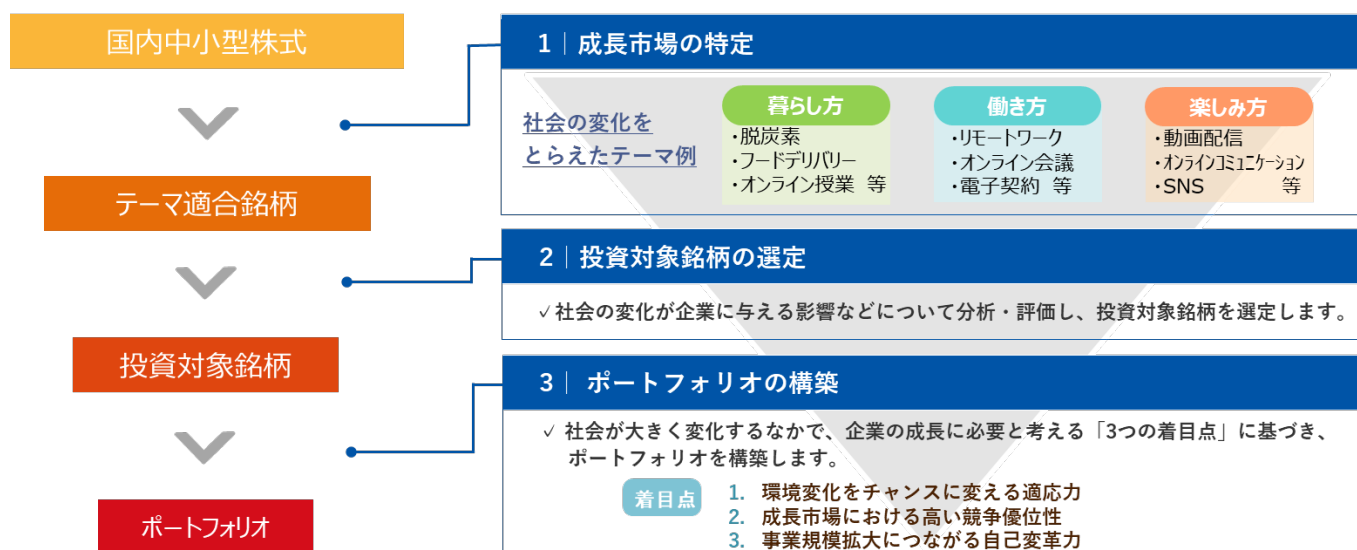 国内中小型株式
テーマ適合銘柄
投資対象銘柄
ポートフォリオ
1｜成長市場の特定
社会の変化を
とらえたテーマ例
暮らし方
・脱炭素
・フードデリバリー
・オンライン授業 等
働き方
・リモートワーク
・オンライン会議
・電子契約 等
楽しみ方
・動画配信
・オンラインコミュニケーション
・SNS 等
2｜投資対象銘柄の選定
✓社会の変化が企業に与える影響などについて分析・評価し、投資対象銘柄を選定します。
3｜ポートフォリオの構築
✓ 社会が大きく変化するなかで、企業の成長に必要と考える「3つの着目点」に基づき、
ポートフォリオを構築します。
着目点
1. 環境変化をチャンスに変える適応力
2. 成長市場における高い競争優位性
3. 事業規模拡大につながる自己変革力